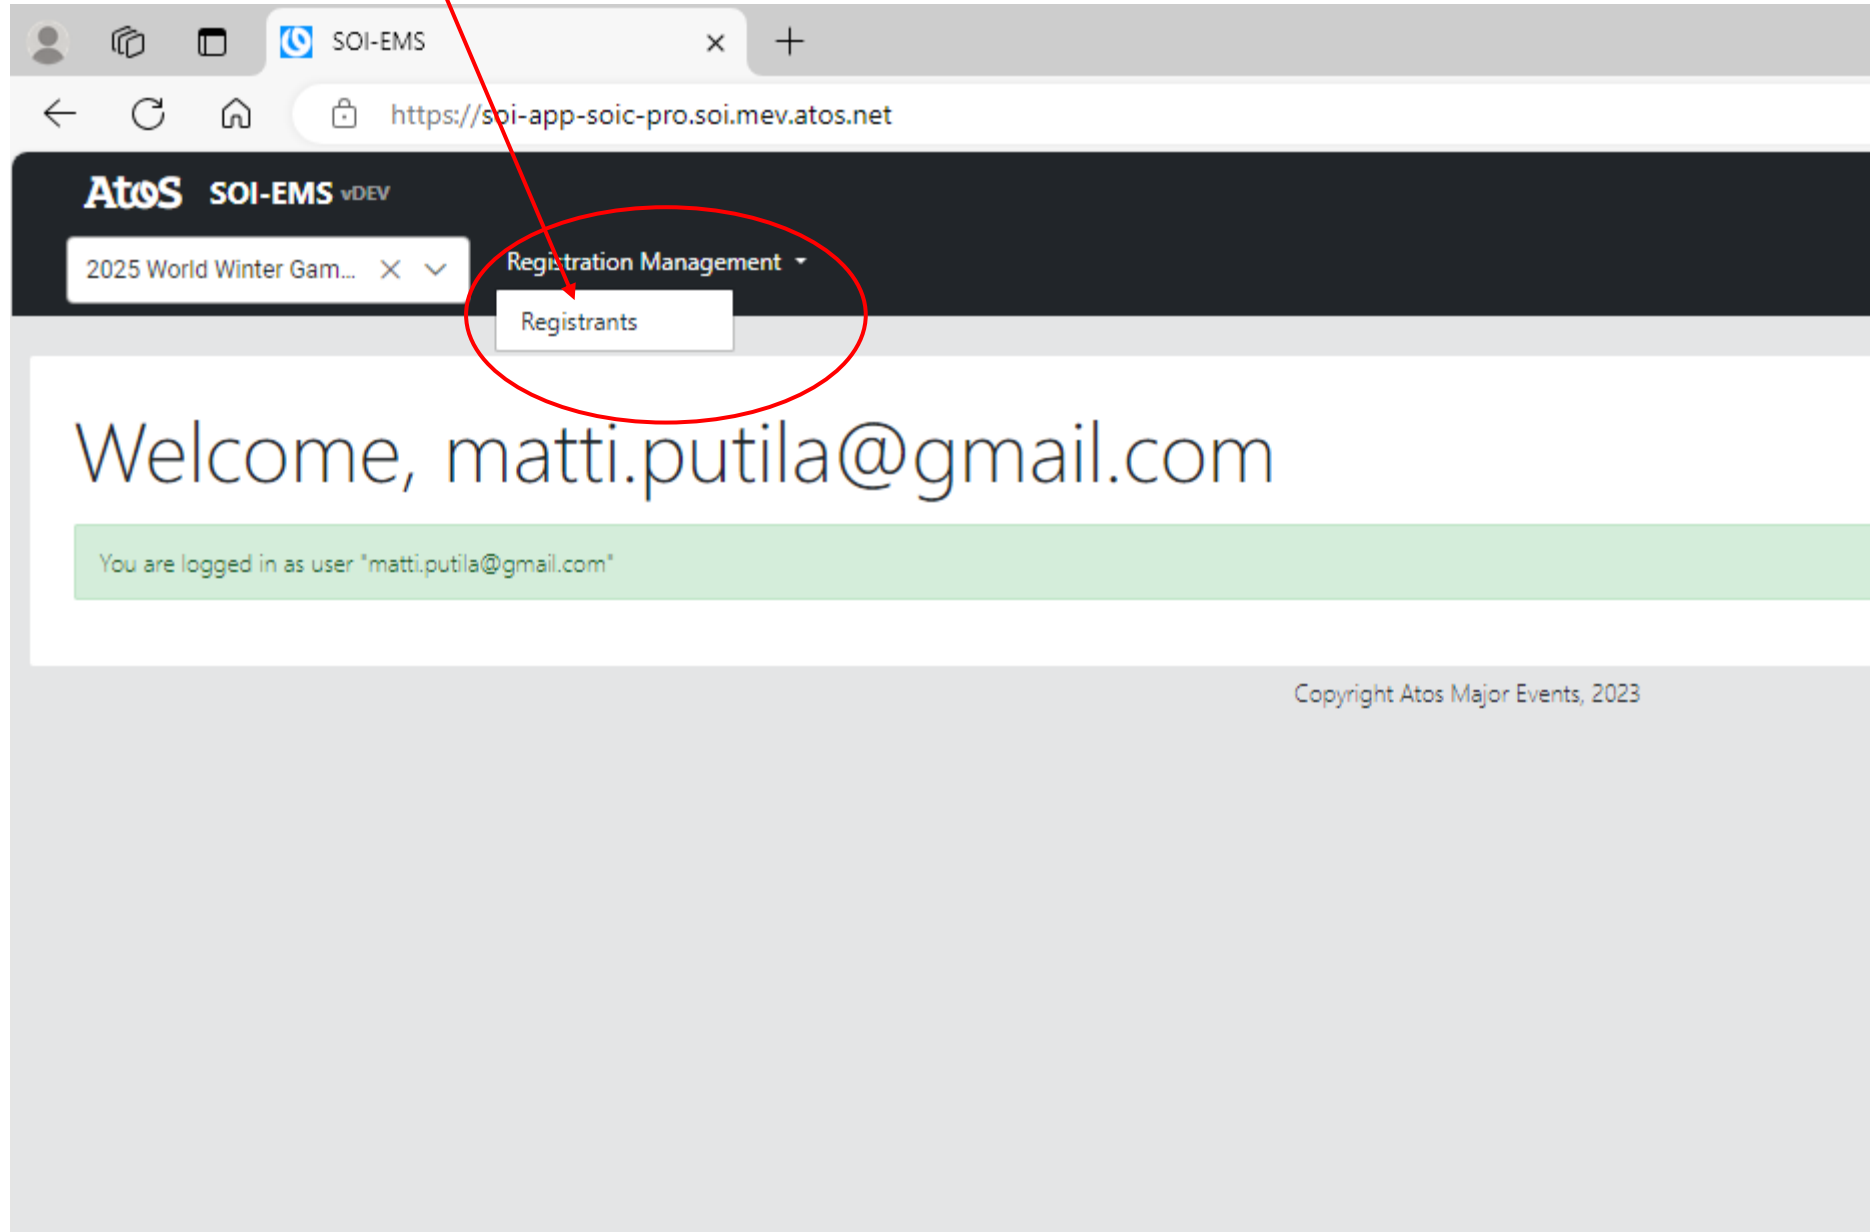 SOI-EMS
https://soi-app-soic-pro.soi.mev.atos.net
Atos SOI-EMS vDEV
2025 World Winter Gam... Registration Management
Registrants
Welcome, matti.putila@gmail.com
You are logged in as user "matti.putila@gmail.com"
Copyright Atos Major Events, 2023